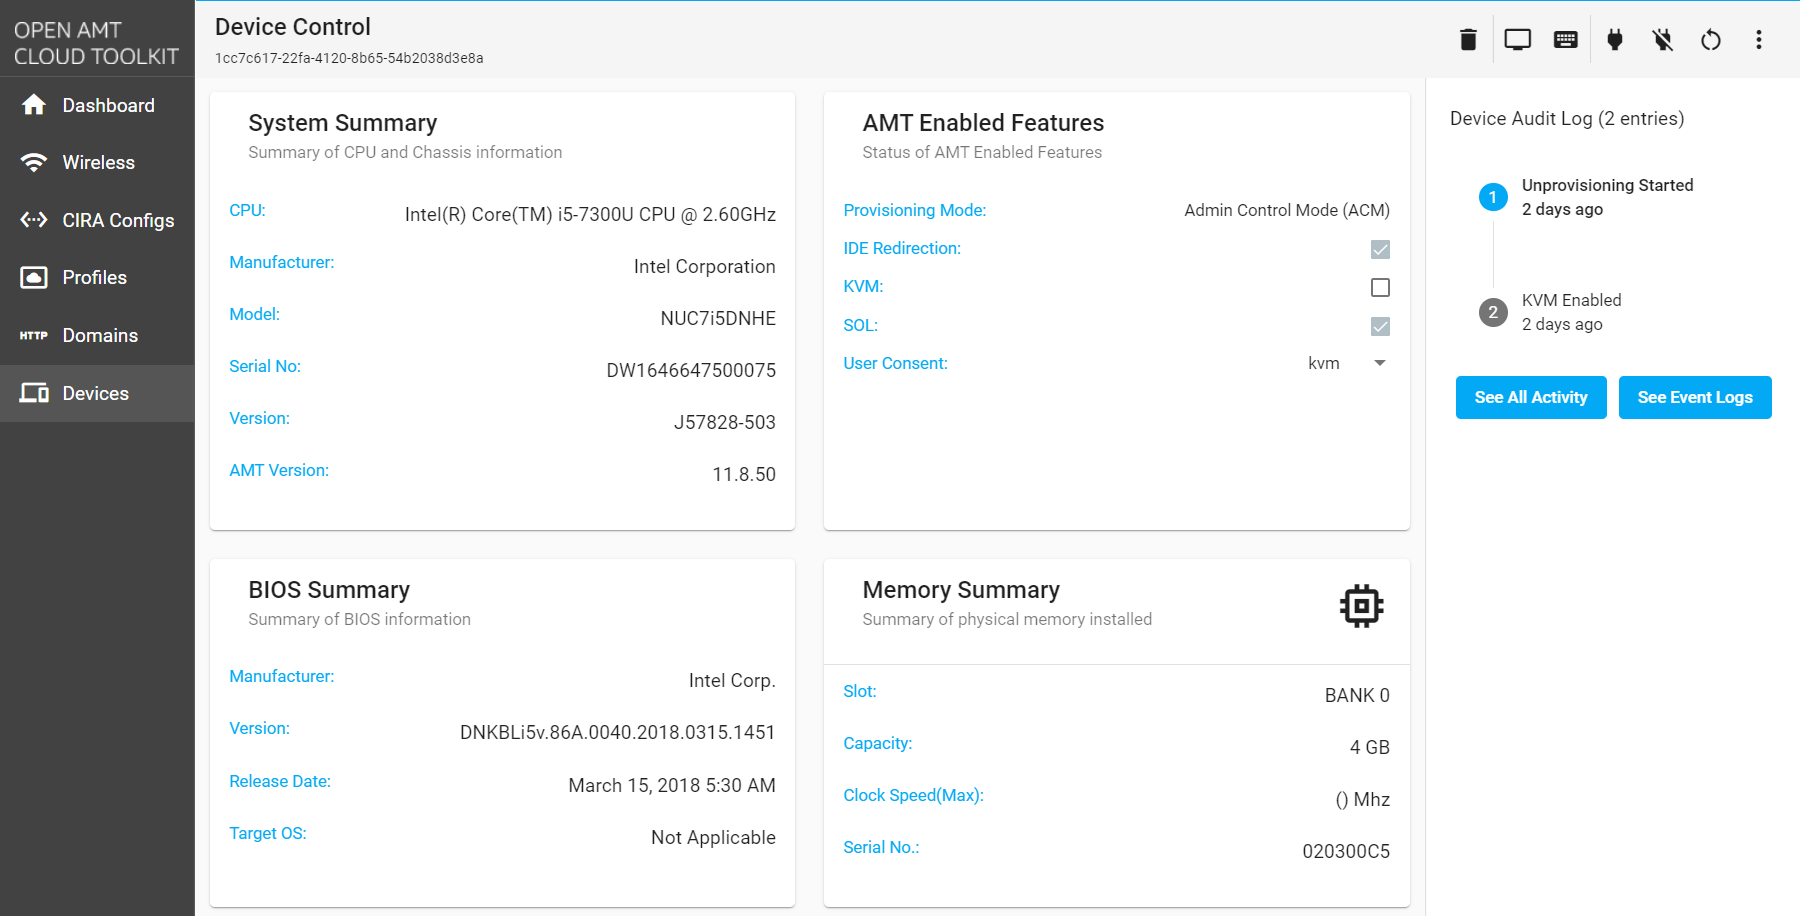 OPEN AMT
CLOUD TOOLKIT
Dashboard
Wireless
CIRA Configs
Profiles
HTTP Domains
Devices
Device Control
1cc7c617-22fa-4120-8b65-54b2038d3e8a
System Summary
Summary of CPU and Chassis information
CPU: Intel(R) Core(TM) i5-7300U CPU @ 2.60GHz
Manufacturer: Intel Corporation
Model: NUC7i5DNHE
Serial No: DW1646647500075
Version: J57828-503
AMT Version: 11.8.50
AMT Enabled Features
Status of AMT Enabled Features
Provisioning Mode: Admin Control Mode (ACM)
IDE Redirection:
KVM:
SOL:
User Consent: kvm
BIOS Summary
Summary of BIOS information
Manufacturer: Intel Corp.
Version: DNKBLi5v.86A.0040.2018.0315.1451
Release Date: March 15, 2018 5:30 AM
Target OS: Not Applicable
Memory Summary
Summary of physical memory installed
Slot: BANK 0
Capacity: 4 GB
Clock Speed(Max): () Mhz
Serial No.: 020300C5
Device Audit Log (2 entries)
1 Unprovisioning Started
2 days ago
2 KVM Enabled
2 days ago
See All Activity
See Event Logs